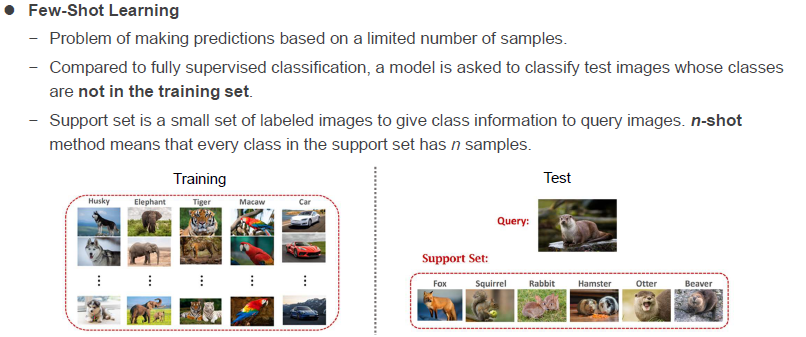 ● Few-Shot Learning
− Problem of making predictions based on a limited number of samples.
− Compared to fully supervised classification, a model is asked to classify test images whose classes
are not in the training set.
− Support set is a small set of labeled images to give class information to query images. n-shot
method means that every class in the support set has n samples.
Training
Test
Husky Elephant Tiger Macaw Car
Query:
Support Set:
Fox Squirrel Rabbit Hamster Otter Beaver